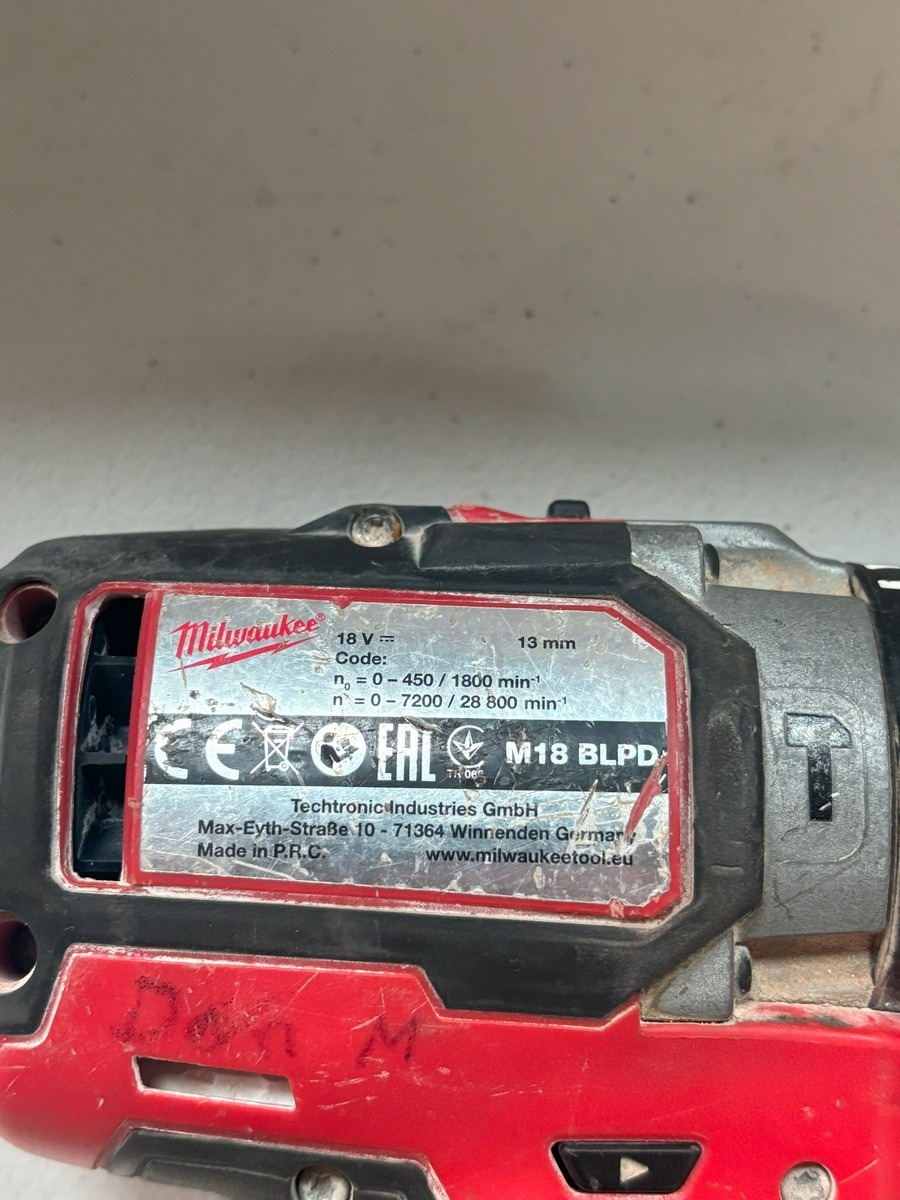 Milwaukee®
18 V ⎓ 13 mm
Code:
n₀ = 0 – 450 / 1800 min⁻¹
n = 0 – 7200 / 28 800 min⁻¹
CE EAC M18 BLPD
Techtronic Industries GmbH
Max-Eyth-Straße 10 - 71364 Winnenden Germany
Made in P.R.C. www.milwaukeetool.eu
Dan M